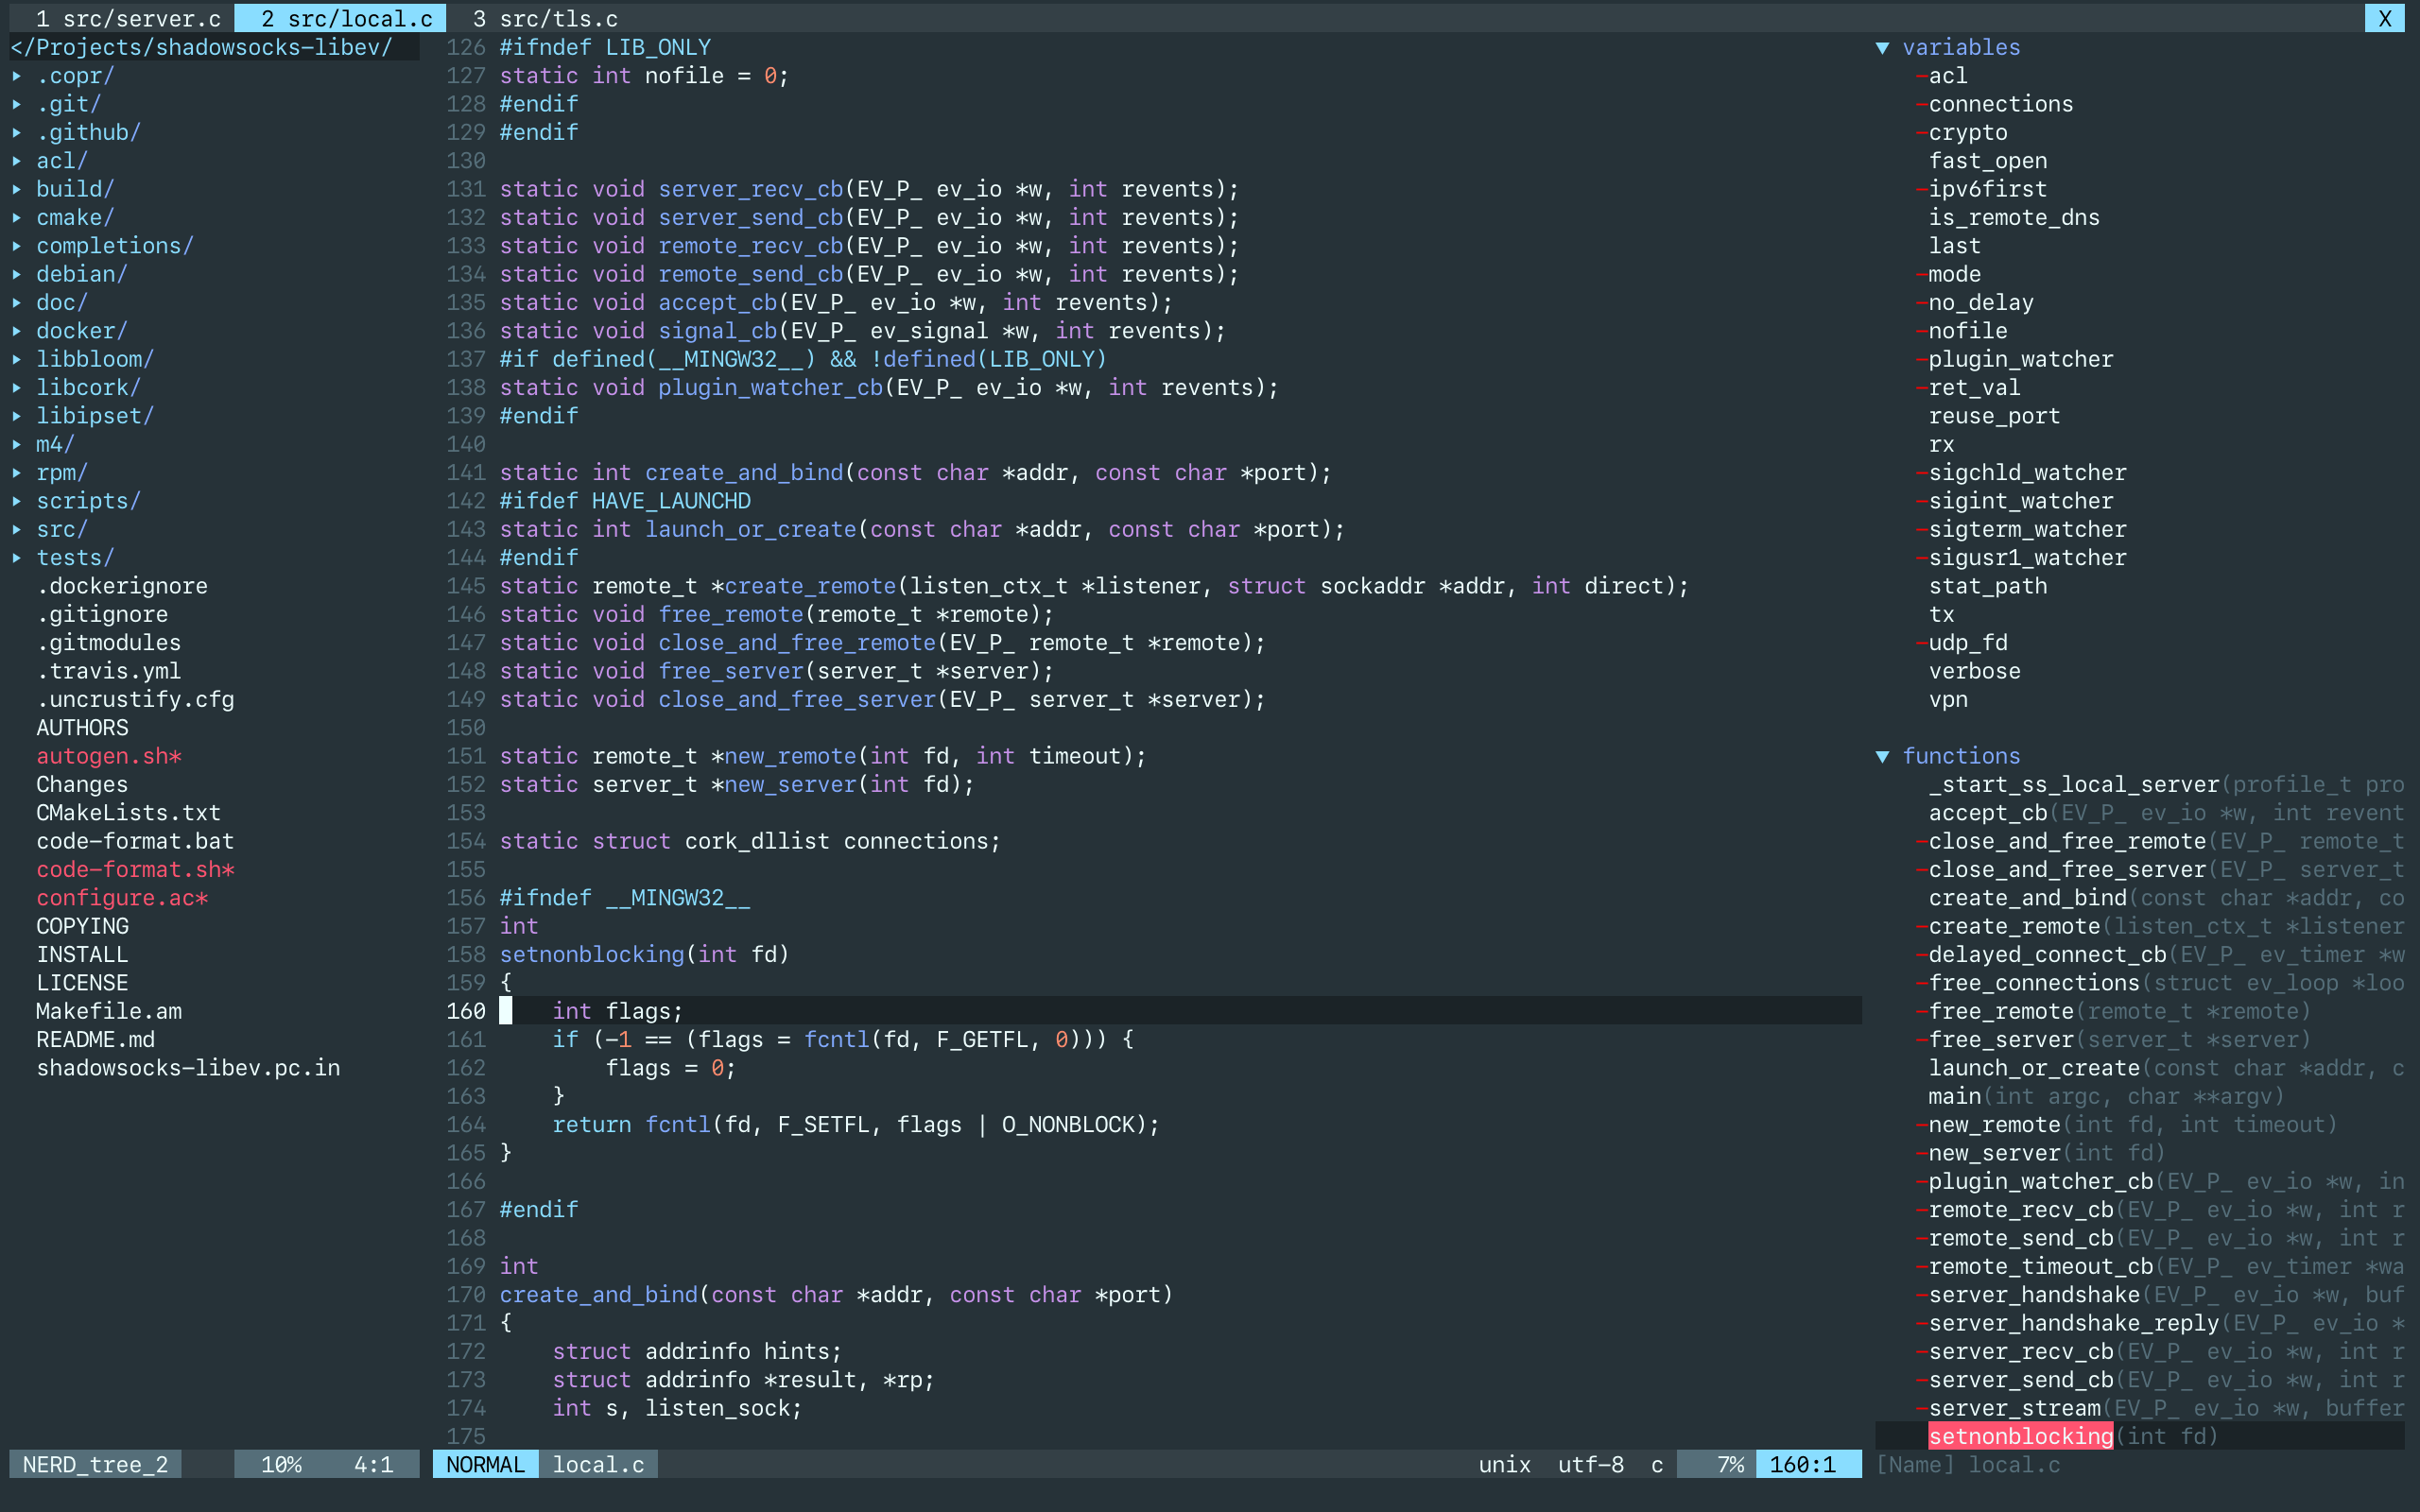 1 src/server.c  2 src/local.c  3 src/tls.c  X
</Projects/shadowsocks-libev/
▸ .copr/
▸ .git/
▸ .github/
▸ acl/
▸ build/
▸ cmake/
▸ completions/
▸ debian/
▸ doc/
▸ docker/
▸ libbloom/
▸ libcork/
▸ libipset/
▸ m4/
▸ rpm/
▸ scripts/
▸ src/
▸ tests/
.dockerignore
.gitignore
.gitmodules
.travis.yml
.uncrustify.cfg
AUTHORS
autogen.sh*
Changes
CMakeLists.txt
code-format.bat
code-format.sh*
configure.ac*
COPYING
INSTALL
LICENSE
Makefile.am
README.md
shadowsocks-libev.pc.in
NERD_tree_2  10%  4:1
126 #ifndef LIB_ONLY
127 static int nofile = 0;
128 #endif
129 #endif
130
131 static void server_recv_cb(EV_P_ ev_io *w, int revents);
132 static void server_send_cb(EV_P_ ev_io *w, int revents);
133 static void remote_recv_cb(EV_P_ ev_io *w, int revents);
134 static void remote_send_cb(EV_P_ ev_io *w, int revents);
135 static void accept_cb(EV_P_ ev_io *w, int revents);
136 static void signal_cb(EV_P_ ev_signal *w, int revents);
137 #if defined(__MINGW32__) && !defined(LIB_ONLY)
138 static void plugin_watcher_cb(EV_P_ ev_io *w, int revents);
139 #endif
140
141 static int create_and_bind(const char *addr, const char *port);
142 #ifdef HAVE_LAUNCHD
143 static int launch_or_create(const char *addr, const char *port);
144 #endif
145 static remote_t *create_remote(listen_ctx_t *listener, struct sockaddr *addr, int direct);
146 static void free_remote(remote_t *remote);
147 static void close_and_free_remote(EV_P_ remote_t *remote);
148 static void free_server(server_t *server);
149 static void close_and_free_server(EV_P_ server_t *server);
150
151 static remote_t *new_remote(int fd, int timeout);
152 static server_t *new_server(int fd);
153
154 static struct cork_dllist connections;
155
156 #ifndef __MINGW32__
157 int
158 setnonblocking(int fd)
159 {
160     int flags;
161     if (-1 == (flags = fcntl(fd, F_GETFL, 0))) {
162         flags = 0;
163     }
164     return fcntl(fd, F_SETFL, flags | O_NONBLOCK);
165 }
166
167 #endif
168
169 int
170 create_and_bind(const char *addr, const char *port)
171 {
172     struct addrinfo hints;
173     struct addrinfo *result, *rp;
174     int s, listen_sock;
175
NORMAL  local.c  unix  utf-8  c  7%  160:1
▼ variables
-acl
-connections
-crypto
fast_open
-ipv6first
is_remote_dns
last
-mode
-no_delay
-nofile
-plugin_watcher
-ret_val
reuse_port
rx
-sigchld_watcher
-sigint_watcher
-sigterm_watcher
-sigusr1_watcher
stat_path
tx
-udp_fd
verbose
vpn
▼ functions
_start_ss_local_server(profile_t pro
accept_cb(EV_P_ ev_io *w, int revent
-close_and_free_remote(EV_P_ remote_t
-close_and_free_server(EV_P_ server_t
create_and_bind(const char *addr, co
-create_remote(listen_ctx_t *listener
-delayed_connect_cb(EV_P_ ev_timer *w
-free_connections(struct ev_loop *loo
-free_remote(remote_t *remote)
-free_server(server_t *server)
launch_or_create(const char *addr, c
main(int argc, char **argv)
-new_remote(int fd, int timeout)
-new_server(int fd)
-plugin_watcher_cb(EV_P_ ev_io *w, in
-remote_recv_cb(EV_P_ ev_io *w, int r
-remote_send_cb(EV_P_ ev_io *w, int r
-remote_timeout_cb(EV_P_ ev_timer *wa
-server_handshake(EV_P_ ev_io *w, buf
-server_handshake_reply(EV_P_ ev_io *
-server_recv_cb(EV_P_ ev_io *w, int r
-server_send_cb(EV_P_ ev_io *w, int r
-server_stream(EV_P_ ev_io *w, buffer
setnonblocking(int fd)
[Name] local.c